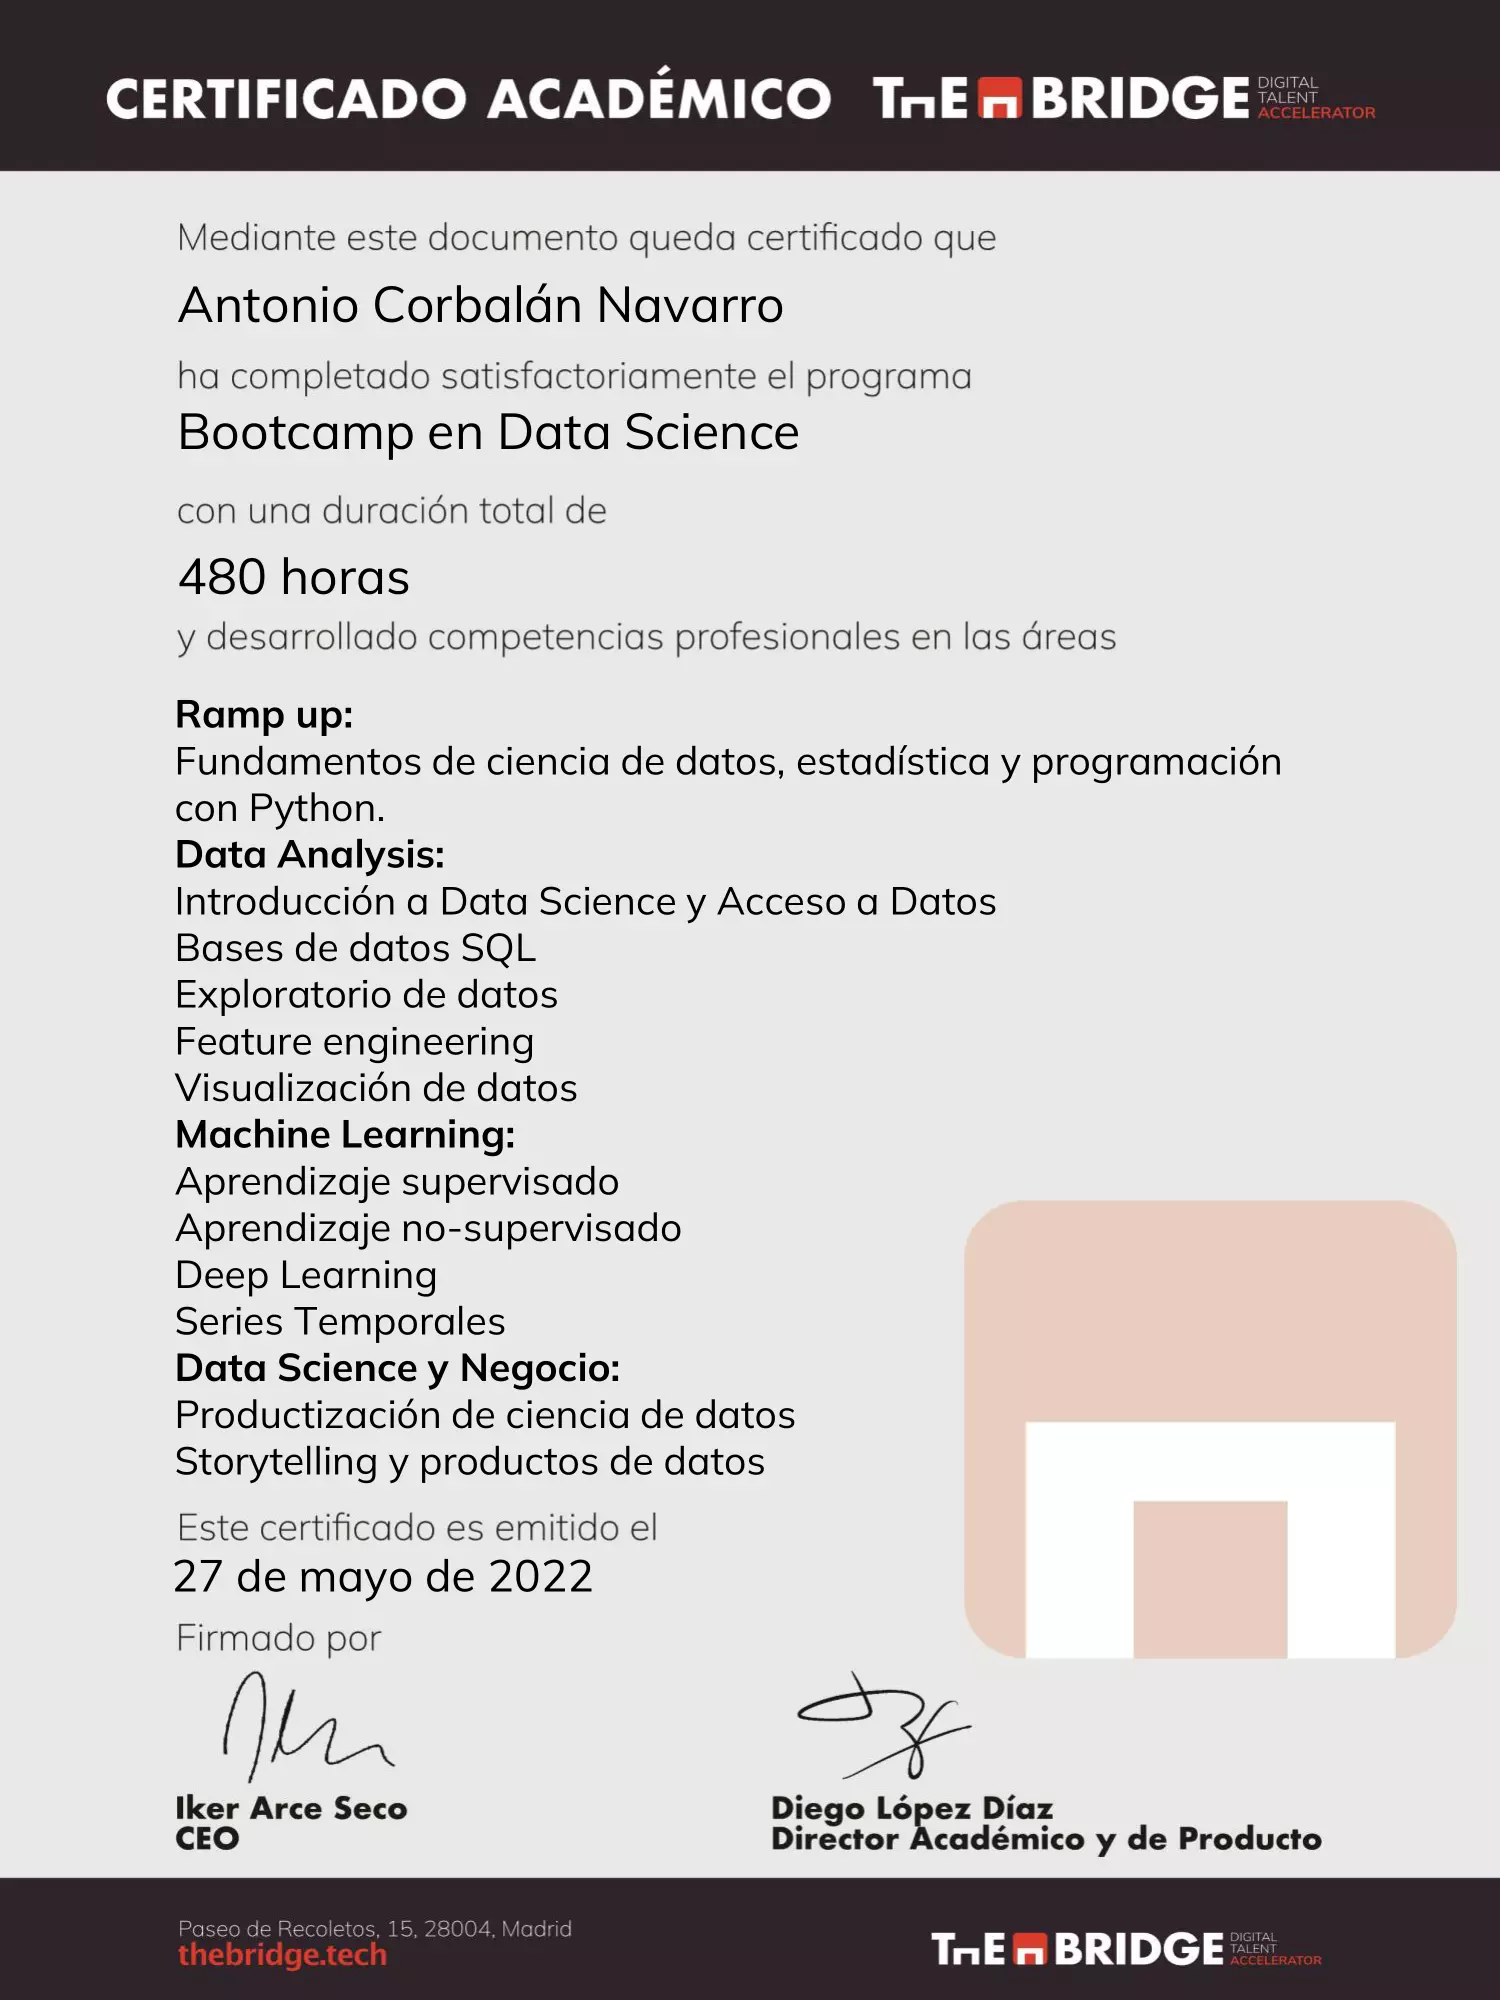 CERTIFICADO ACADÉMICO THE BRIDGE DIGITAL TALENT ACCELERATOR
Mediante este documento queda certificado que
Antonio Corbalán Navarro
ha completado satisfactoriamente el programa
Bootcamp en Data Science
con una duración total de
480 horas
y desarrollado competencias profesionales en las áreas
Ramp up:
Fundamentos de ciencia de datos, estadística y programación
con Python.
Data Analysis:
Introducción a Data Science y Acceso a Datos
Bases de datos SQL
Exploratorio de datos
Feature engineering
Visualización de datos
Machine Learning:
Aprendizaje supervisado
Aprendizaje no-supervisado
Deep Learning
Series Temporales
Data Science y Negocio:
Productización de ciencia de datos
Storytelling y productos de datos
Este certificado es emitido el
27 de mayo de 2022
Firmado por
Iker Arce Seco
CEO
Diego López Díaz
Director Académico y de Producto
Paseo de Recoletos, 15, 28004, Madrid
thebridge.tech
THE BRIDGE DIGITAL TALENT ACCELERATOR